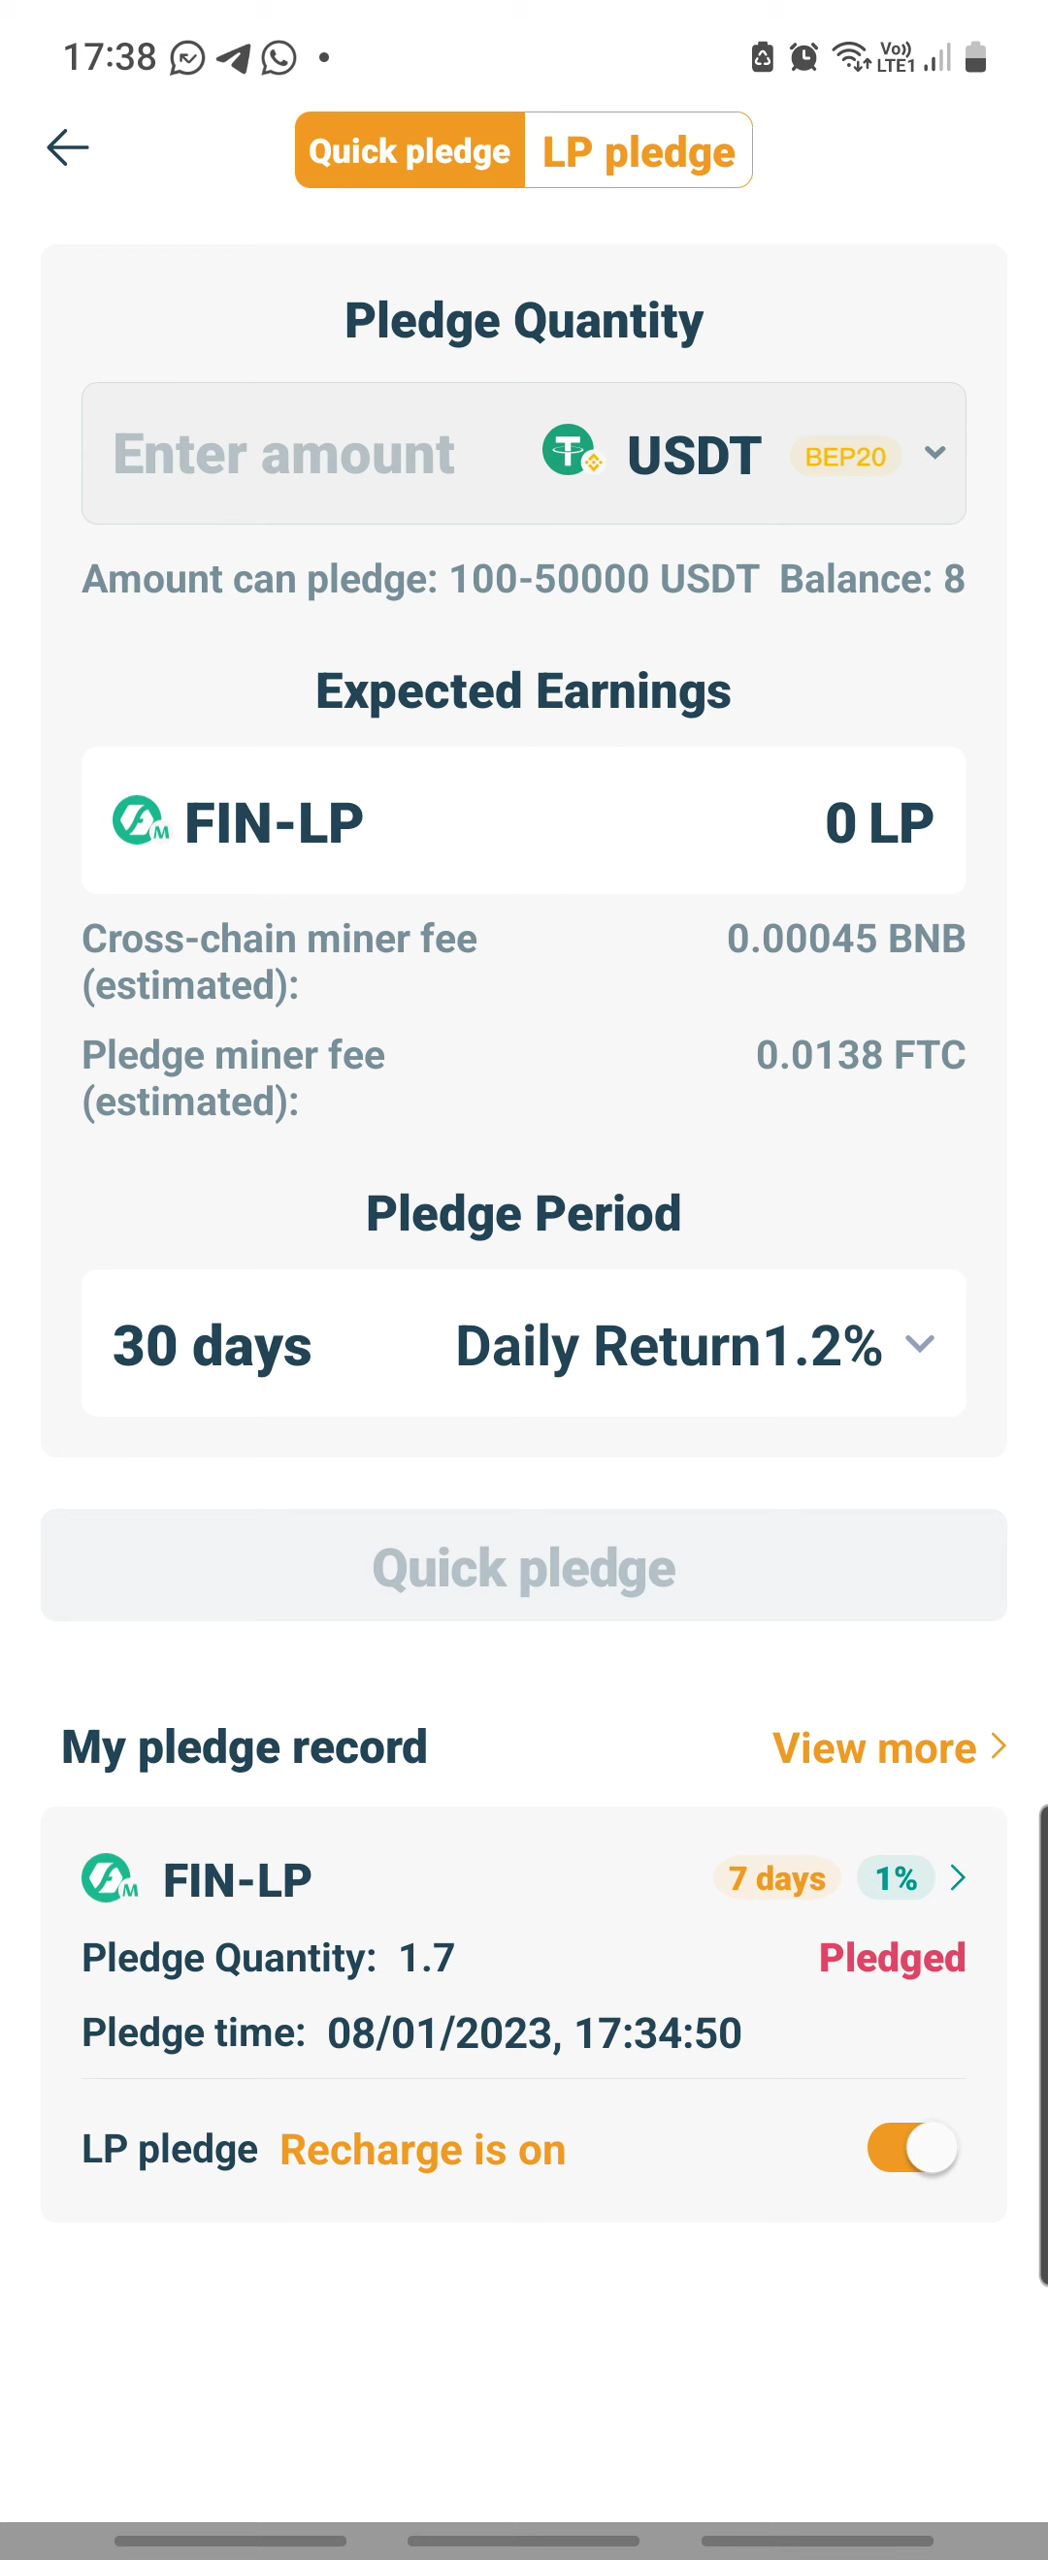 17:38
Vo)) LTE1
Quick pledge LP pledge
Pledge Quantity
Enter amount USDT BEP20
Amount can pledge: 100-50000 USDT Balance: 8
Expected Earnings
FIN-LP 0 LP
Cross-chain miner fee 0.00045 BNB
(estimated):
Pledge miner fee 0.0138 FTC
(estimated):
Pledge Period
30 days Daily Return1.2%
Quick pledge
My pledge record View more
FIN-LP 7 days 1%
Pledge Quantity: 1.7 Pledged
Pledge time: 08/01/2023, 17:34:50
LP pledge Recharge is on